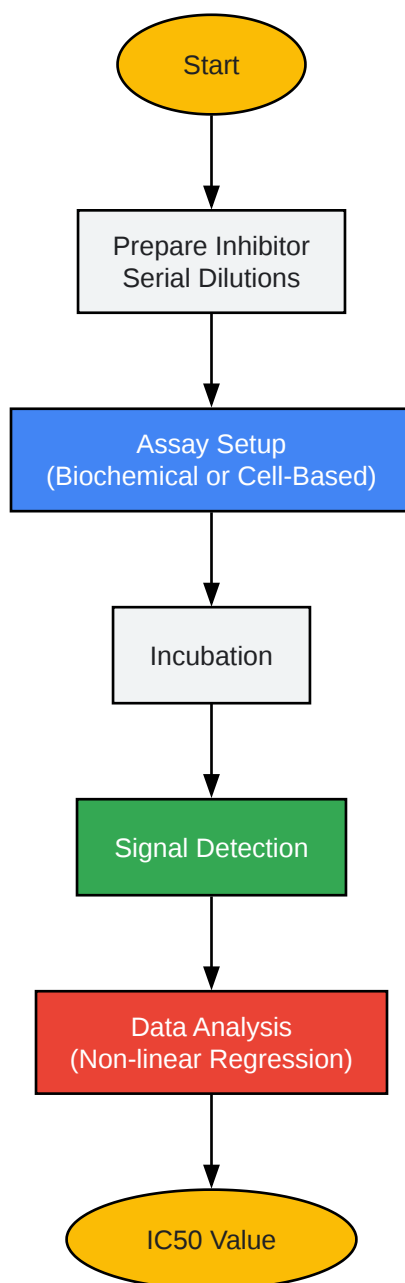 Start
Prepare Inhibitor
Serial Dilutions
Assay Setup
(Biochemical or Cell-Based)
Incubation
Signal Detection
Data Analysis
(Non-linear Regression)
IC50 Value